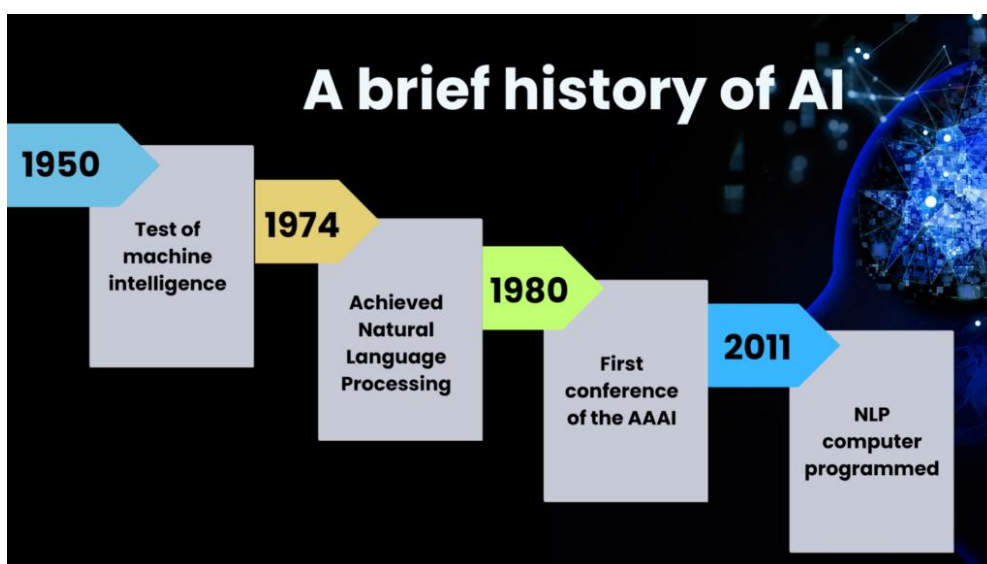 A brief history of AI
1950
Test of
machine
intelligence
1974
Achieved
Natural
Language
Processing
1980
First
conference
of the AAAI
2011
NLP
computer
programmed